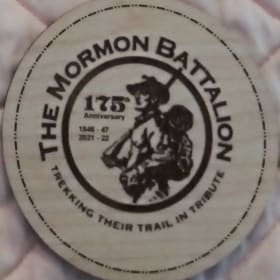 THE MORMON BATTALION
175
Anniversary
1846 - 47
2021 - 22
TREKKING THEIR TRAIL IN TRIBUTE